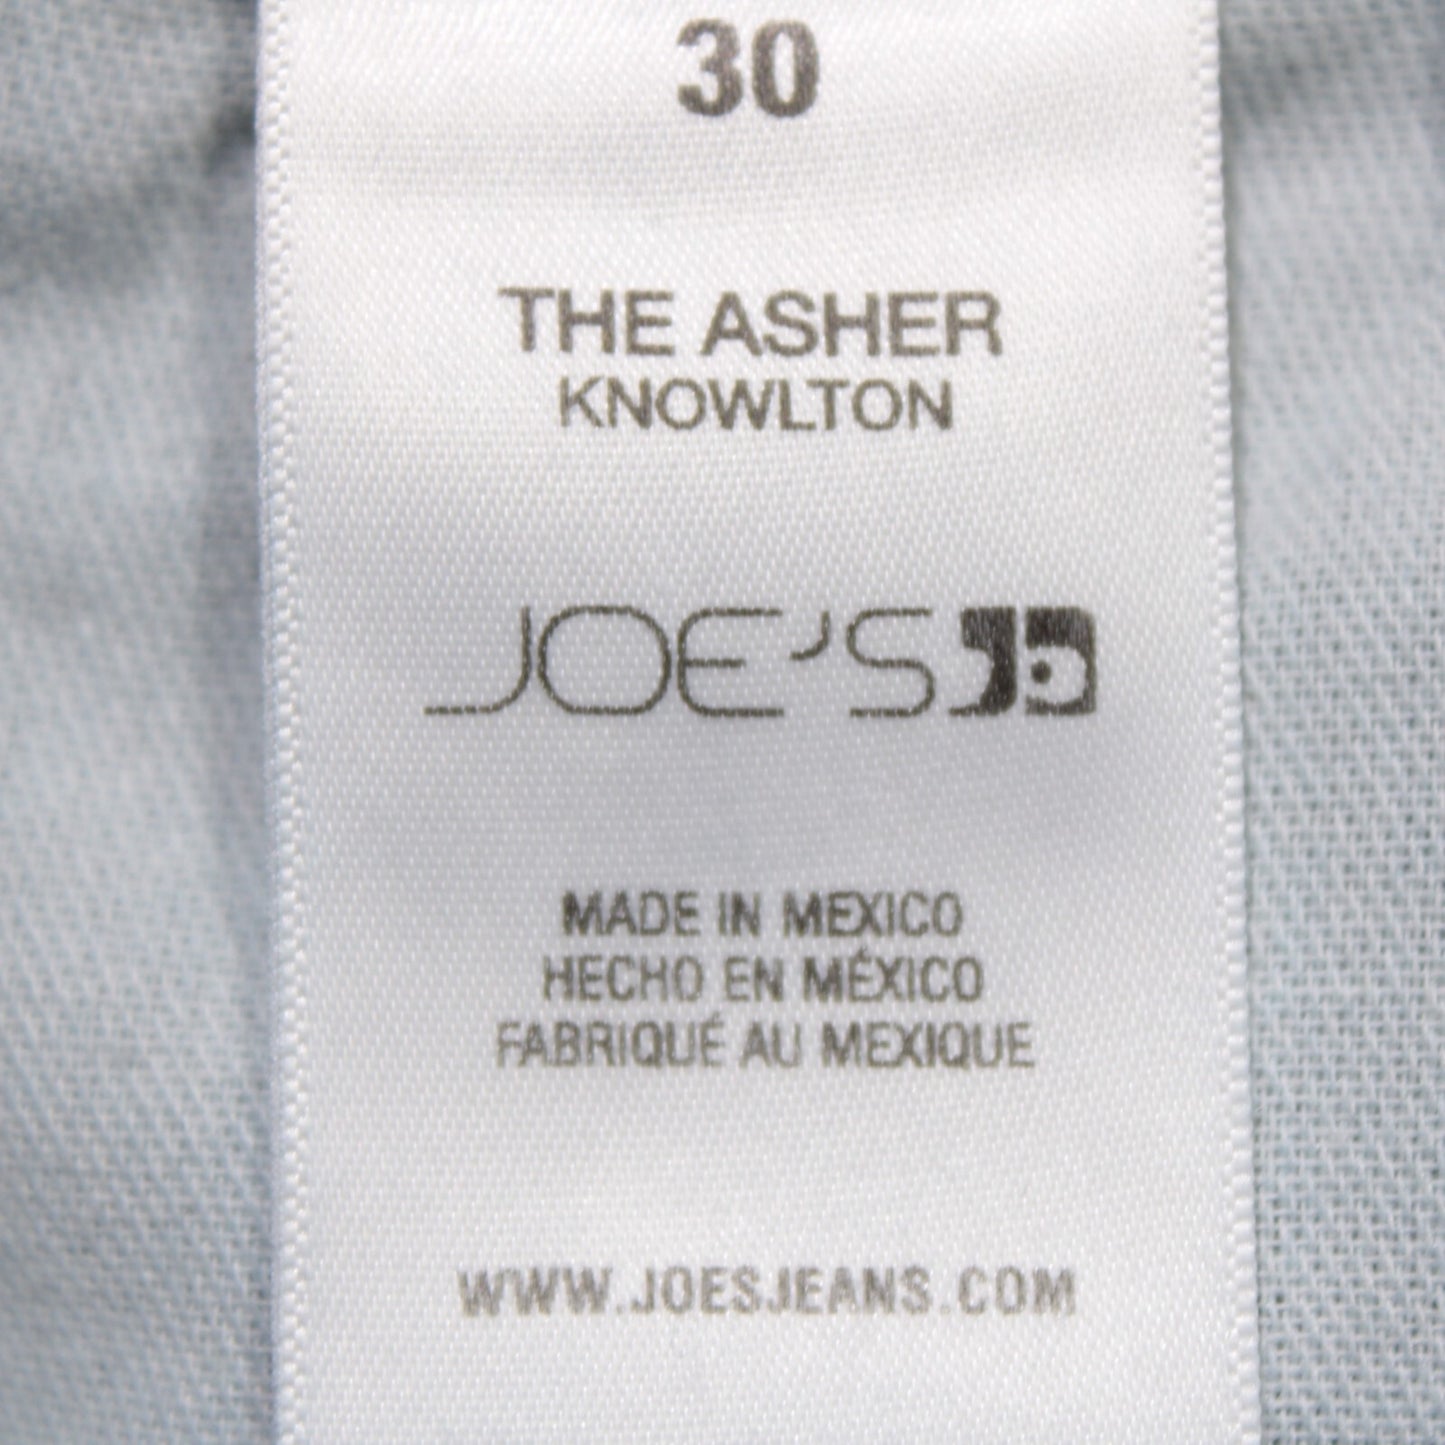 30
THE ASHER
KNOWLTON
JOE'S
MADE IN MEXICO
HECHO EN MÉXICO
FABRIQUÉ AU MEXIQUE
WWW.JOESJEANS.COM